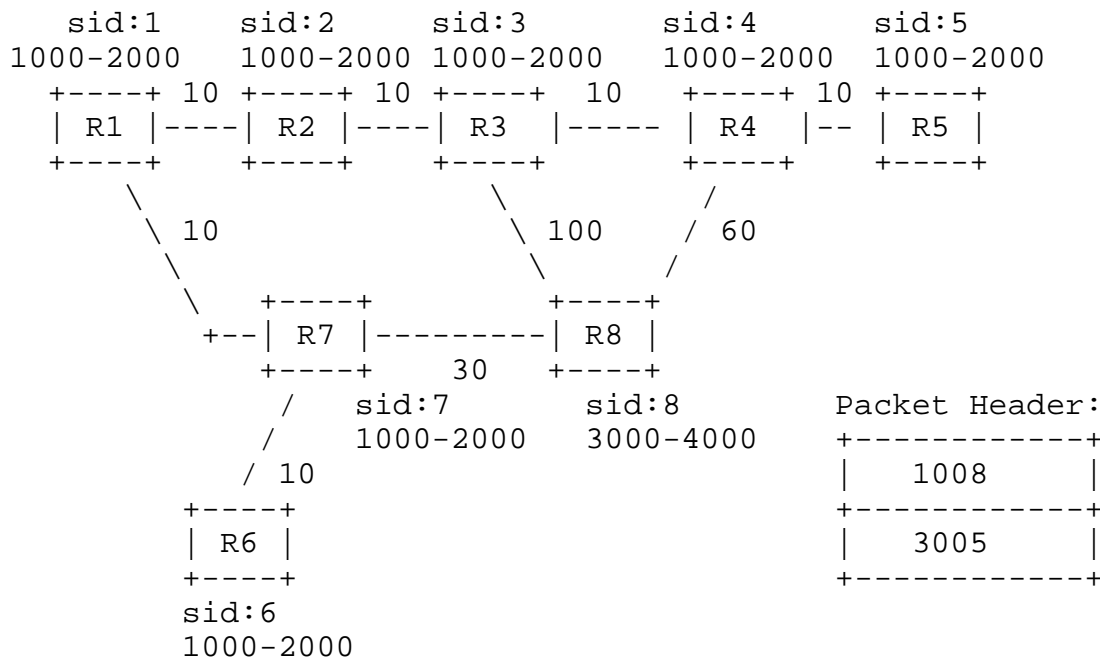 sid:1 sid:2 sid:3 sid:4 sid:5
1000-2000 1000-2000 1000-2000 1000-2000 1000-2000
10 10 10 10
R1 R2 R3 R4 R5
10 100 60
R7 R8
30
sid:7 sid:8 Packet Header:
1000-2000 3000-4000
10 1008
R6 3005
sid:6
1000-2000